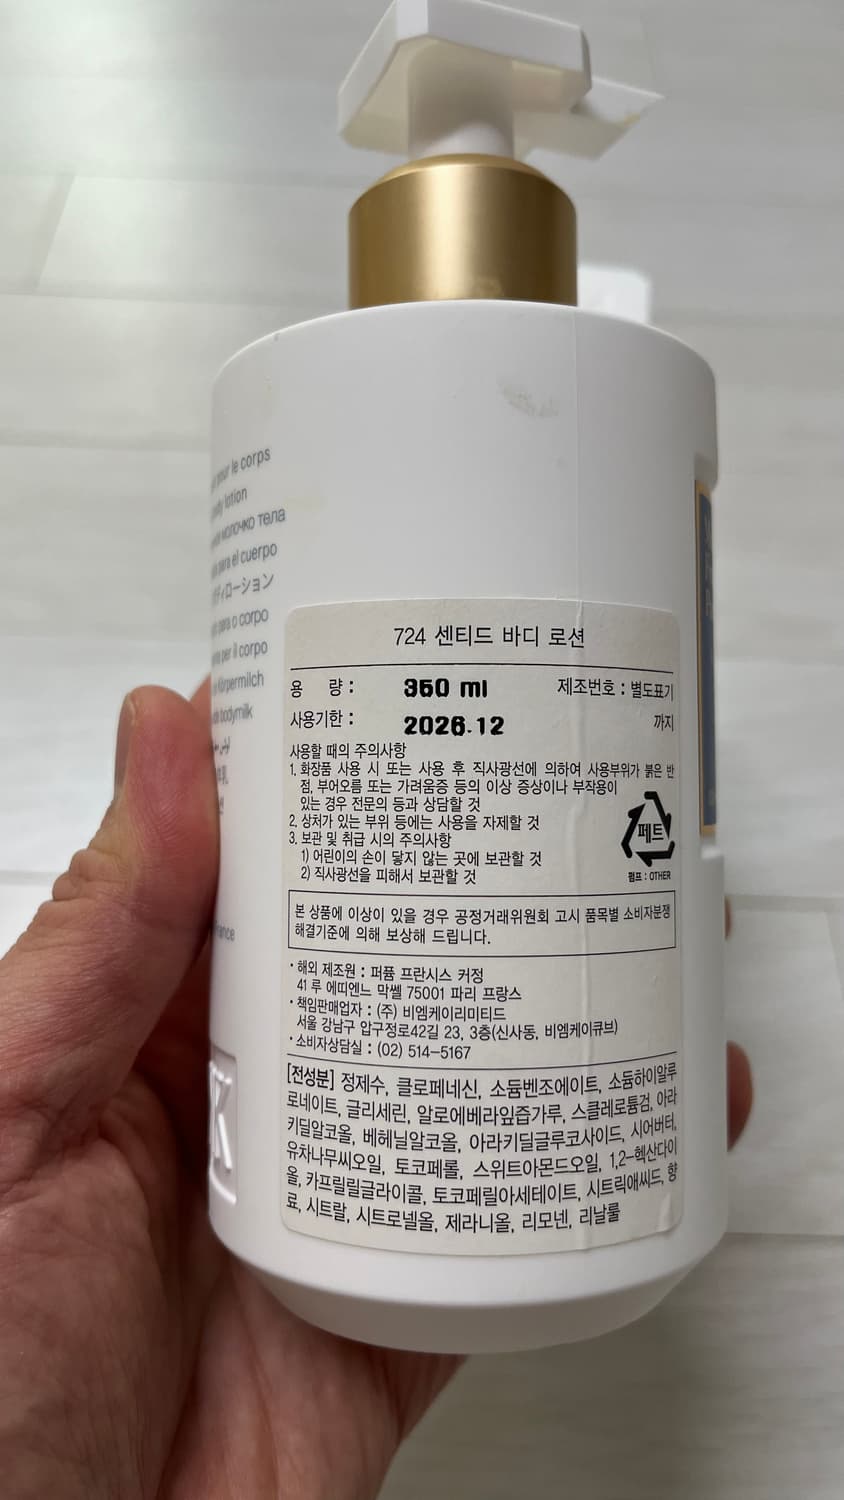 pour le corps
body lotion
молочко тела
para el cuerpo
ボディローション
para o corpo
per il corpo
Körpermilch
bodymilk
France
724 센티드 바디 로션
용 량 : 350 ml 제조번호 : 별도표기
사용기한 : 2026.12 까지
사용할 때의 주의사항
1. 화장품 사용 시 또는 사용 후 직사광선에 의하여 사용부위가 붉은 반
점, 부어오름 또는 가려움증 등의 이상 증상이나 부작용이
있는 경우 전문의 등과 상담할 것
2. 상처가 있는 부위 등에는 사용을 자제할 것
3. 보관 및 취급 시의 주의사항
1) 어린이의 손이 닿지 않는 곳에 보관할 것
2) 직사광선을 피해서 보관할 것
페트
펌프 : OTHER
본 상품에 이상이 있을 경우 공정거래위원회 고시 품목별 소비자분쟁
해결기준에 의해 보상해 드립니다.
• 해외 제조원 : 퍼퓸 프란시스 커정
41 루 에띠엔느 막쎌 75001 파리 프랑스
• 책임판매업자 : (주) 비엠케이리미티드
서울 강남구 압구정로42길 23, 3층(신사동, 비엠케이큐브)
• 소비자상담실 : (02) 514-5167
[전성분] 정제수, 클로페네신, 소듐벤조에이트, 소듐하이알루
로네이트, 글리세린, 알로에베라잎즙가루, 스클레로튬검, 아라
키딜알코올, 베헤닐알코올, 아라키딜글루코사이드, 시어버터,
유차나무씨오일, 토코페롤, 스위트아몬드오일, 1,2-헥산다이
올, 카프릴릴글라이콜, 토코페릴아세테이트, 시트릭애씨드, 향
료, 시트랄, 시트로넬올, 제라니올, 리모넨, 리날룰